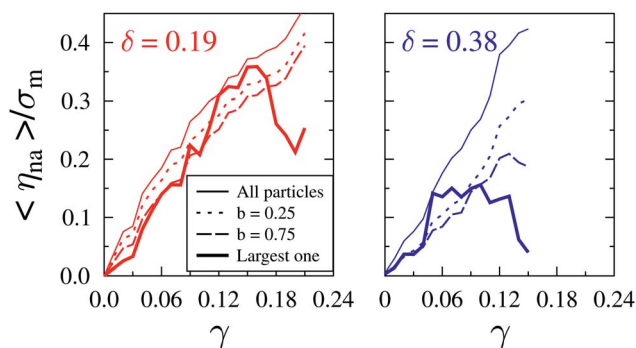 < η_na >/σ_m
0.4
0.3
0.2
0.1
0.0
δ = 0.19
All particles
b = 0.25
b = 0.75
Largest one
0.0 0.06 0.12 0.18 0.24
γ
δ = 0.38
0 0.06 0.12 0.18 0.24
γ